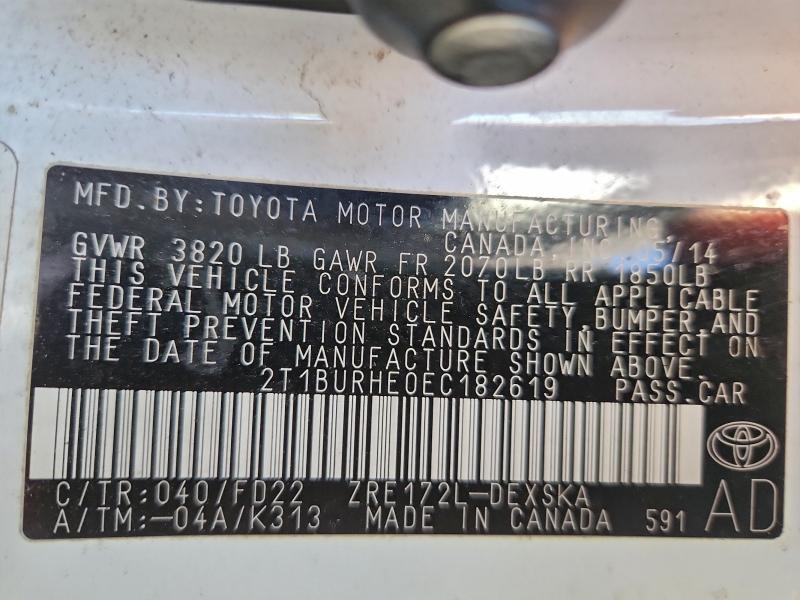 MFD.BY:TOYOTA MOTOR MANUFACTURING
CANADA,INC. 05/14
GVWR 3820 LB GAWR FR 2070LB RR 1850LB
THIS VEHICLE CONFORMS TO ALL APPLICABLE
FEDERAL MOTOR VEHICLE SAFETY,BUMPER,AND
THEFT PREVENTION STANDARDS IN EFFECT ON
THE DATE OF MANUFACTURE SHOWN ABOVE.
2T1BURHE0EC182619 PASS.CAR
C/TR:040/FD22 ZRE172L-DEXSKA
A/TM:-04A/K313 MADE IN CANADA 591
AD